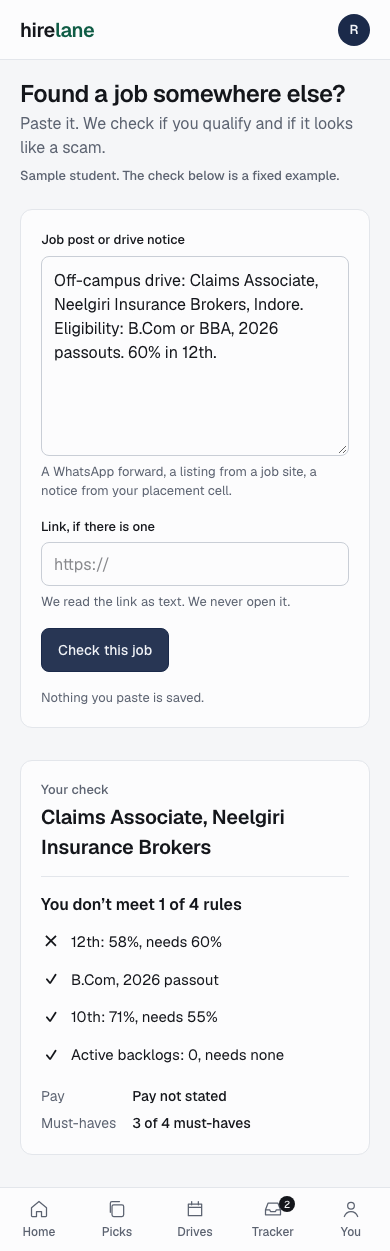 hirelane
R
Found a job somewhere else?
Paste it. We check if you qualify and if it looks
like a scam.
Sample student. The check below is a fixed example.
Job post or drive notice
Off-campus drive: Claims Associate,
Neelgiri Insurance Brokers, Indore.
Eligibility: B.Com or BBA, 2026
passouts. 60% in 12th.
A WhatsApp forward, a listing from a job site, a
notice from your placement cell.
Link, if there is one
https://
We read the link as text. We never open it.
Check this job
Nothing you paste is saved.
Your check
Claims Associate, Neelgiri
Insurance Brokers
You don’t meet 1 of 4 rules
12th: 58%, needs 60%
B.Com, 2026 passout
10th: 71%, needs 55%
Active backlogs: 0, needs none
Pay Pay not stated
Must-haves 3 of 4 must-haves
2
Home Picks Drives Tracker You